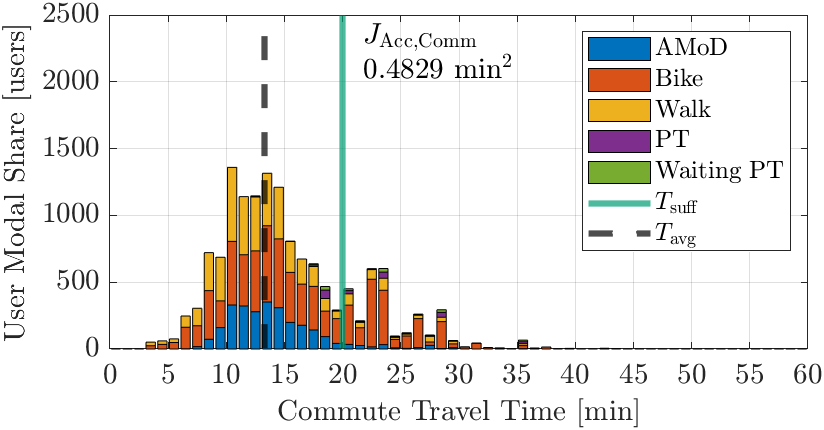 2500
2000
1500
1000
500
0
User Modal Share [users]
J_Acc,Comm
0.4829 min²
AMoD
Bike
Walk
PT
Waiting PT
T_suff
T_avg
0 5 10 15 20 25 30 35 40 45 50 55 60
Commute Travel Time [min]